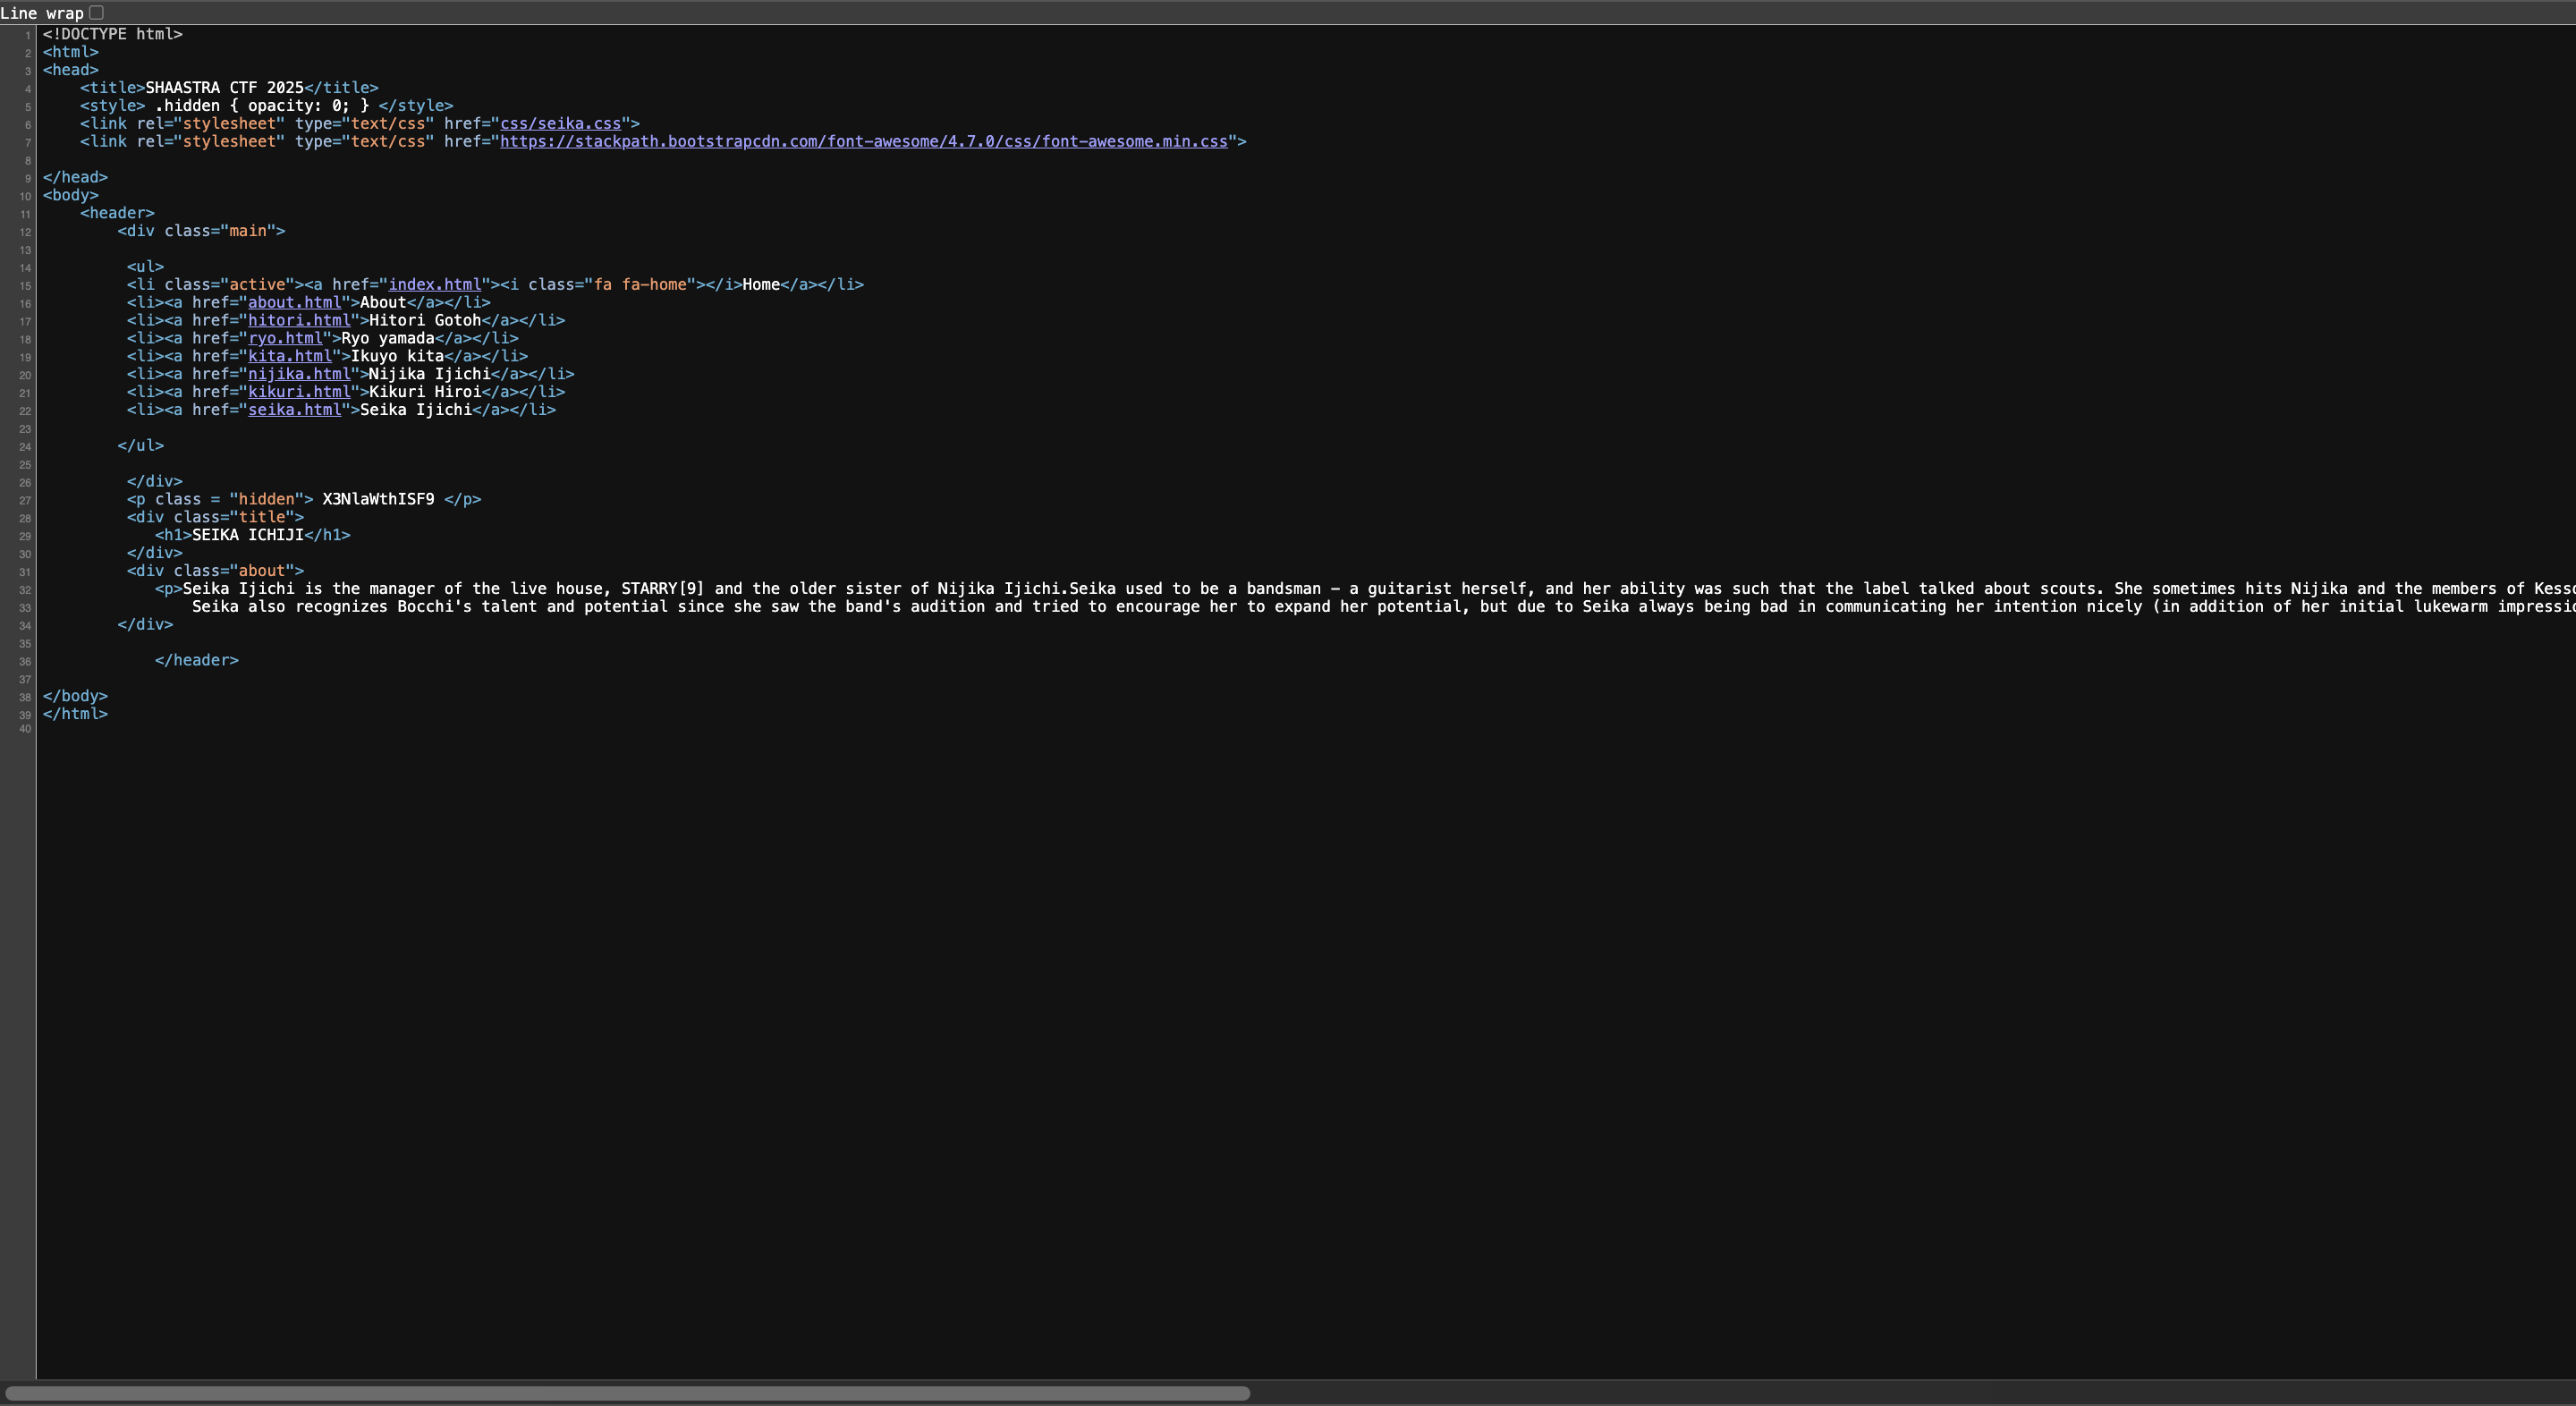 Line wrap
1 <!DOCTYPE html>
2 <html>
3 <head>
4     <title>SHAASTRA CTF 2025</title>
5     <style> .hidden { opacity: 0; } </style>
6     <link rel="stylesheet" type="text/css" href="css/seika.css">
7     <link rel="stylesheet" type="text/css" href="https://stackpath.bootstrapcdn.com/font-awesome/4.7.0/css/font-awesome.min.css">
8
9 </head>
10 <body>
11     <header>
12         <div class="main">
13
14          <ul>
15          <li class="active"><a href="index.html"><i class="fa fa-home"></i>Home</a></li>
16          <li><a href="about.html">About</a></li>
17          <li><a href="hitori.html">Hitori Gotoh</a></li>
18          <li><a href="ryo.html">Ryo yamada</a></li>
19          <li><a href="kita.html">Ikuyo kita</a></li>
20          <li><a href="nijika.html">Nijika Ijichi</a></li>
21          <li><a href="kikuri.html">Kikuri Hiroi</a></li>
22          <li><a href="seika.html">Seika Ijichi</a></li>
23
24         </ul>
25
26          </div>
27          <p class = "hidden"> X3NlaWthISF9 </p>
28          <div class="title">
29             <h1>SEIKA ICHIJI</h1>
30          </div>
31          <div class="about">
32             <p>Seika Ijichi is the manager of the live house, STARRY[9] and the older sister of Nijika Ijichi.Seika used to be a bandsman – a guitarist herself, and her ability was such that the label talked about scouts. She sometimes hits Nijika and the members of
33                 Seika also recognizes Bocchi's talent and potential since she saw the band's audition and tried to encourage her to expand her potential, but due to Seika always being bad in communicating her intention nicely (in addition of her initial lukewarm
34         </div>
35
36             </header>
37
38 </body>
39 </html>
40